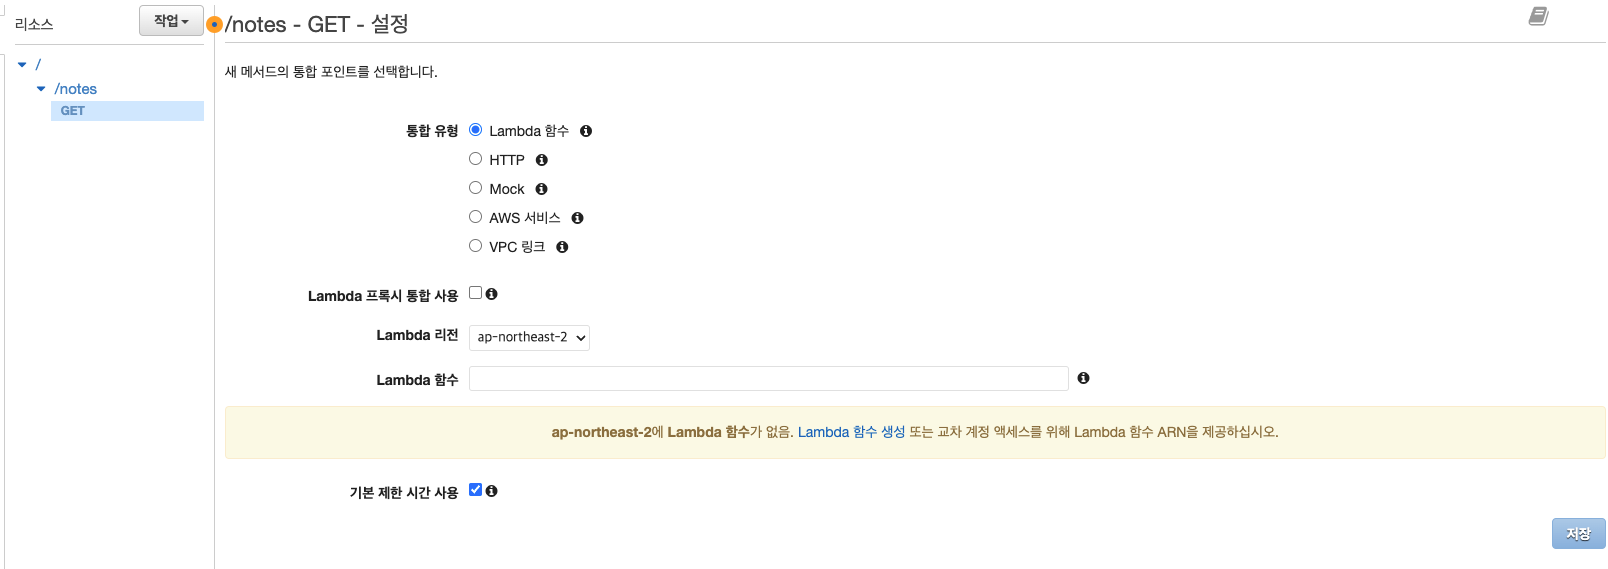 리소스
작업
/notes - GET - 설정
/
/notes
GET
새 메서드의 통합 포인트를 선택합니다.
통합 유형
Lambda 함수
HTTP
Mock
AWS 서비스
VPC 링크
Lambda 프록시 통합 사용
Lambda 리전
ap-northeast-2
Lambda 함수
ap-northeast-2에 Lambda 함수가 없음. Lambda 함수 생성 또는 교차 계정 액세스를 위해 Lambda 함수 ARN을 제공하십시오.
기본 제한 시간 사용
저장